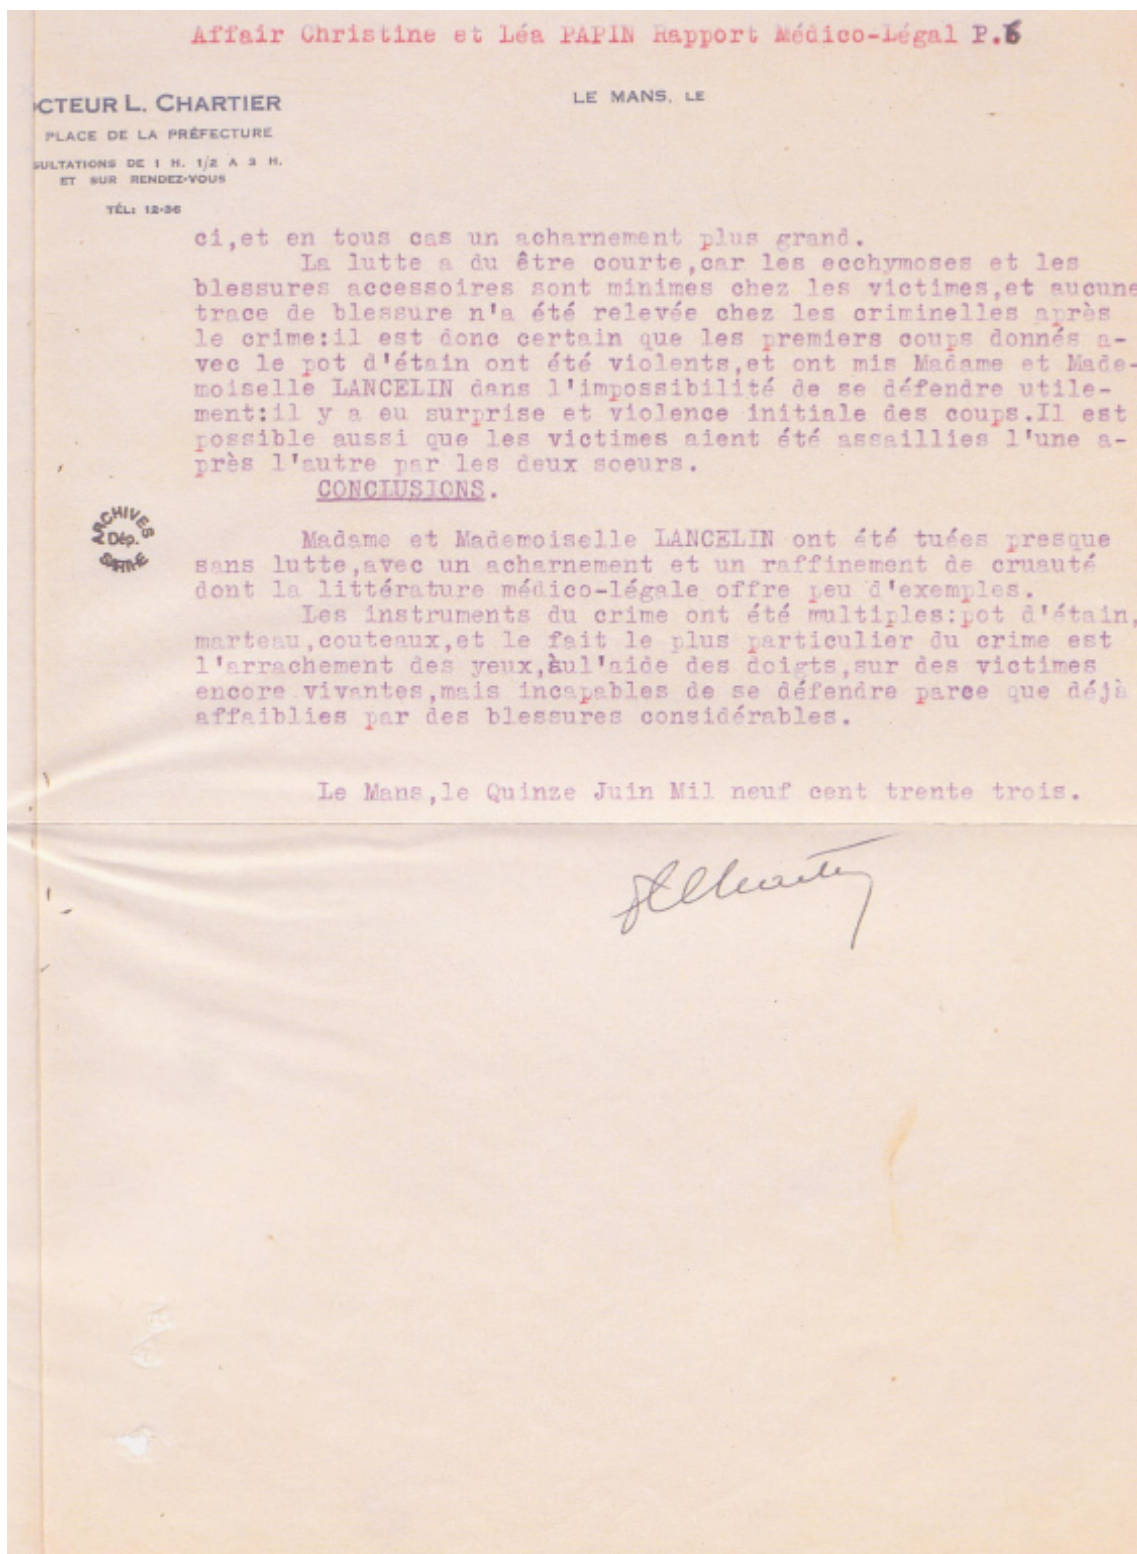 Affair Christine et Léa PAPIN Rapport Médico-Légal P.6
OCTEUR L. CHARTIER
PLACE DE LA PRÉFECTURE
SULTATIONS DE 1 H. 1/2 A 3 H.
ET SUR RENDEZ-VOUS
TÉL: 12-36
LE MANS, LE
ci,et en tous cas un acharnement plus grand.
La lutte a du être courte,car les ecchymoses et les
blessures accessoires sont minimes chez les victimes,et aucune
trace de blessure n'a été relevée chez les criminelles après
le crime:il est donc certain que les premiers coups donnés a-
vec le pot d'étain ont été violents,et ont mis Madame et Made-
moiselle LANCELIN dans l'impossibilité de se défendre utile-
ment:il y a eu surprise et violence initiale des coups.Il est
possible aussi que les victimes aient été assaillies l'une a-
près l'autre par les deux soeurs.
CONCLUSIONS.
ARCHIVES
Dép.
SARTHE
Madame et Mademoiselle LANCELIN ont été tuées presque
sans lutte,avec un acharnement et un raffinement de cruauté
dont la littérature médico-légale offre peu d'exemples.
Les instruments du crime ont été multiples:pot d'étain,
marteau,couteaux,et le fait le plus particulier du crime est
l'arrachement des yeux,àul'aide des doigts,sur des victimes
encore vivantes,mais incapables de se défendre parce que déjà
affaiblies par des blessures considérables.
Le Mans,le Quinze Juin Mil neuf cent trente trois.